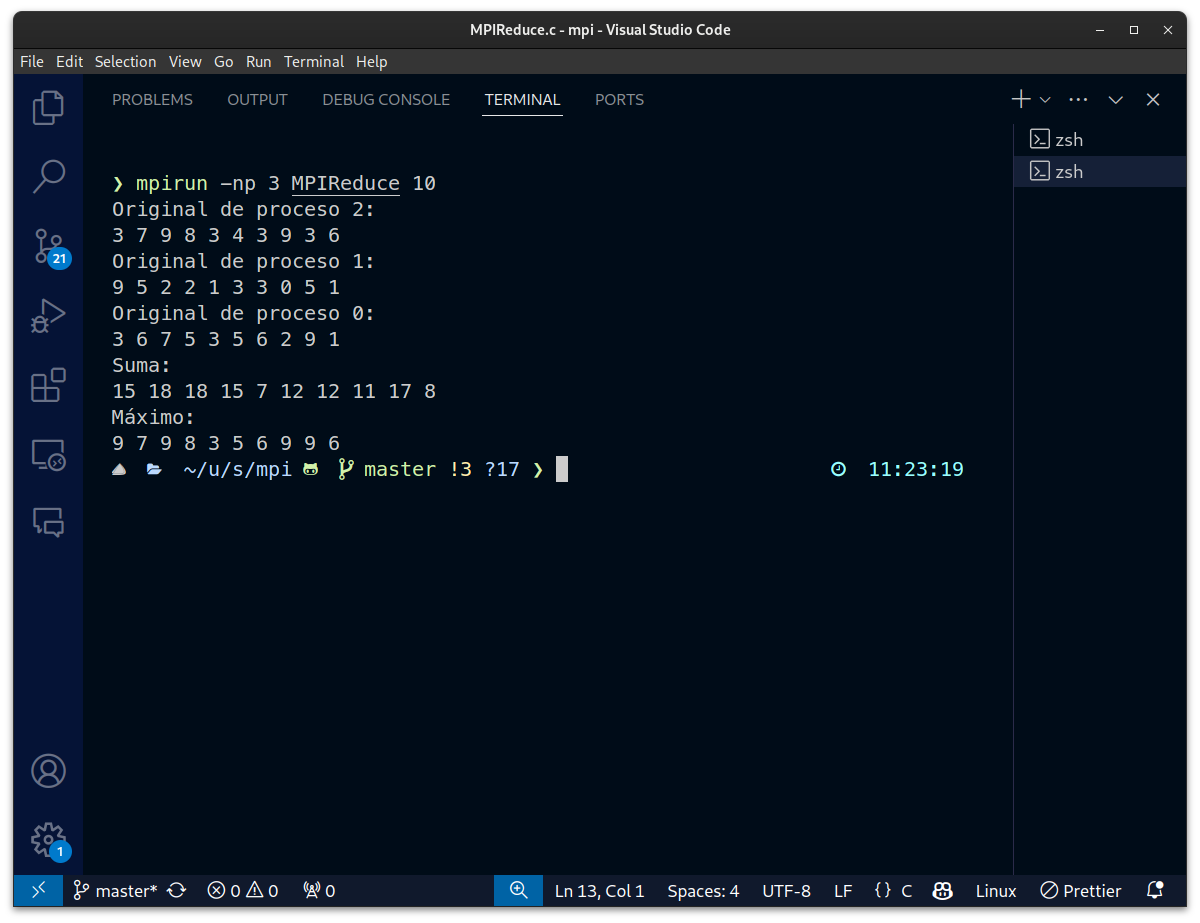 MPIReduce.c - mpi - Visual Studio Code
File Edit Selection View Go Run Terminal Help
PROBLEMS OUTPUT DEBUG CONSOLE TERMINAL PORTS
zsh
zsh
21
1
❯ mpirun -np 3 MPIReduce 10
Original de proceso 2:
3 7 9 8 3 4 3 9 3 6
Original de proceso 1:
9 5 2 2 1 3 3 0 5 1
Original de proceso 0:
3 6 7 5 3 5 6 2 9 1
Suma:
15 18 18 15 7 12 12 11 17 8
Máximo:
9 7 9 8 3 5 6 9 9 6
~/u/s/mpi master !3 ?17 ❯ 11:23:19
master* 0 0 0 Ln 13, Col 1 Spaces: 4 UTF-8 LF {} C Linux Prettier